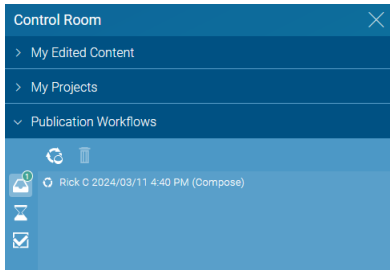 Control Room
My Edited Content
My Projects
Publication Workflows
1
Rick C 2024/03/11 4:40 PM (Compose)